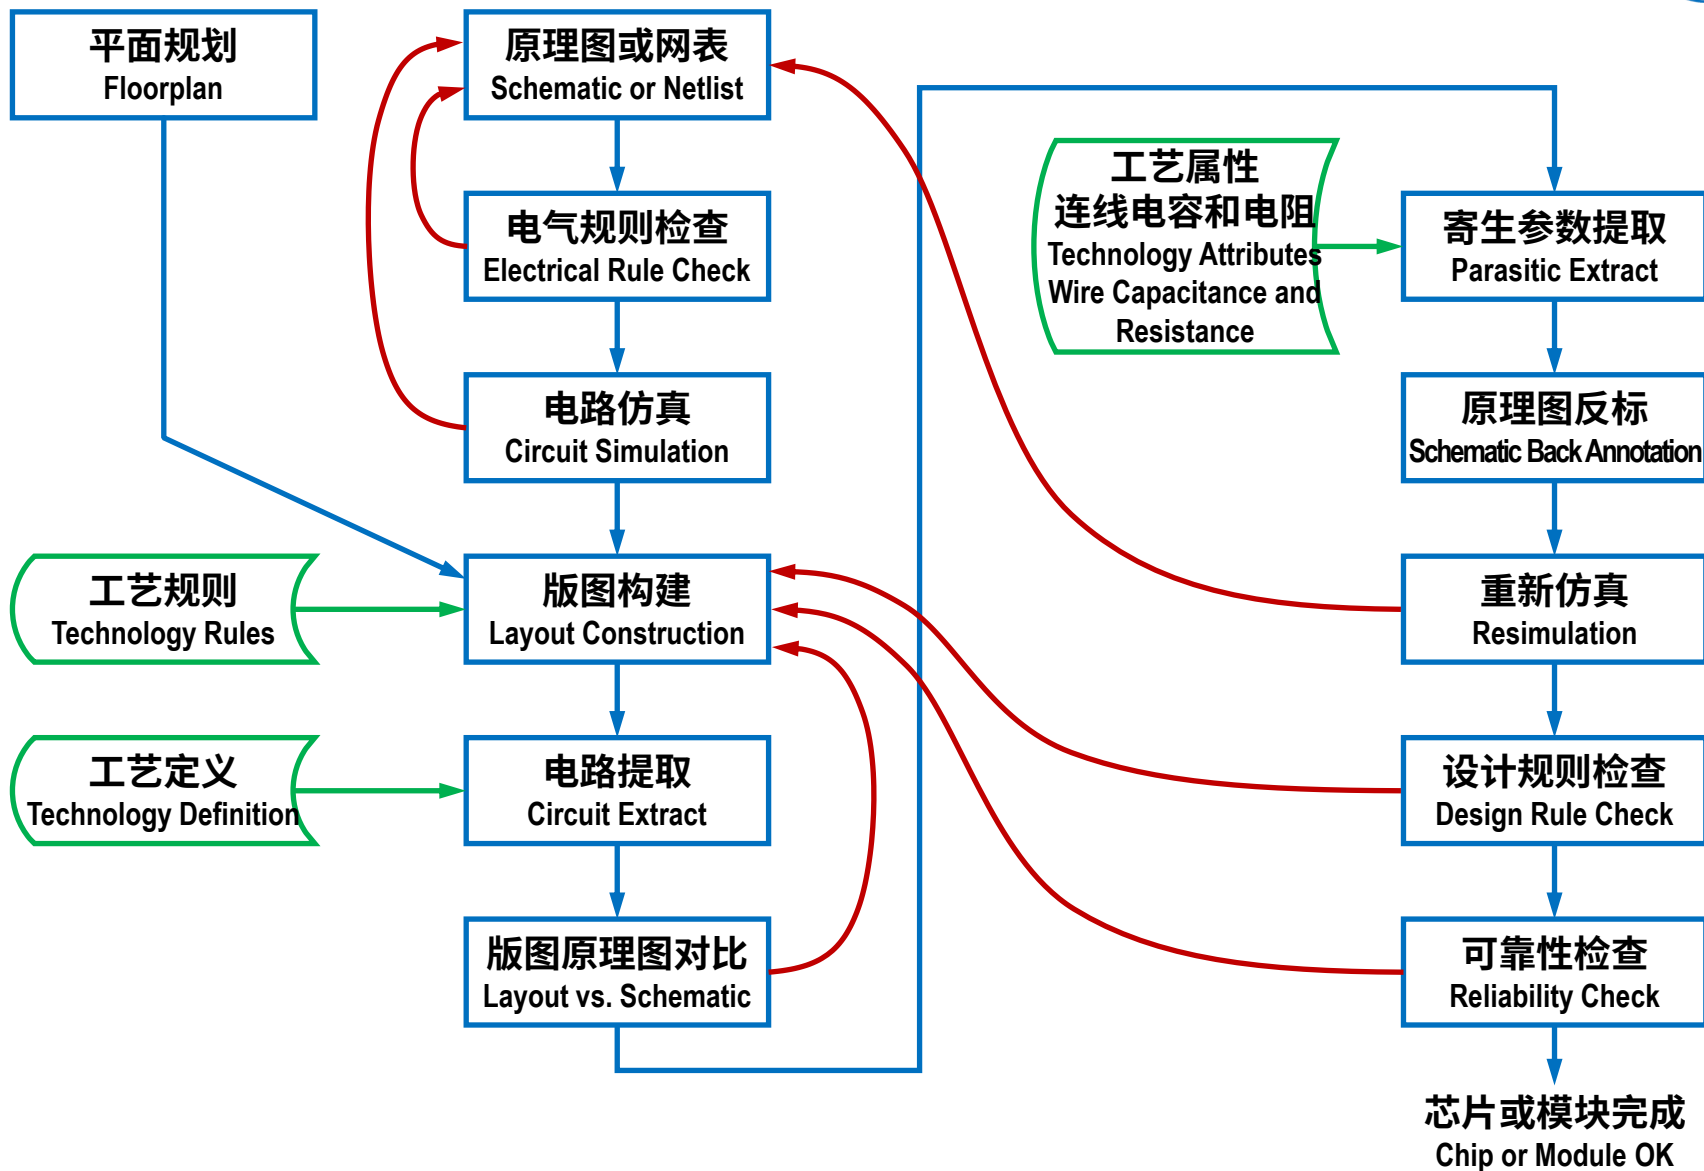 平面规划
Floorplan
原理图或网表
Schematic or Netlist
电气规则检查
Electrical Rule Check
电路仿真
Circuit Simulation
工艺规则
Technology Rules
版图构建
Layout Construction
工艺定义
Technology Definition
电路提取
Circuit Extract
版图原理图对比
Layout vs. Schematic
工艺属性
连线电容和电阻
Technology Attributes
Wire Capacitance and
Resistance
寄生参数提取
Parasitic Extract
原理图反标
Schematic Back Annotation
重新仿真
Resimulation
设计规则检查
Design Rule Check
可靠性检查
Reliability Check
芯片或模块完成
Chip or Module OK